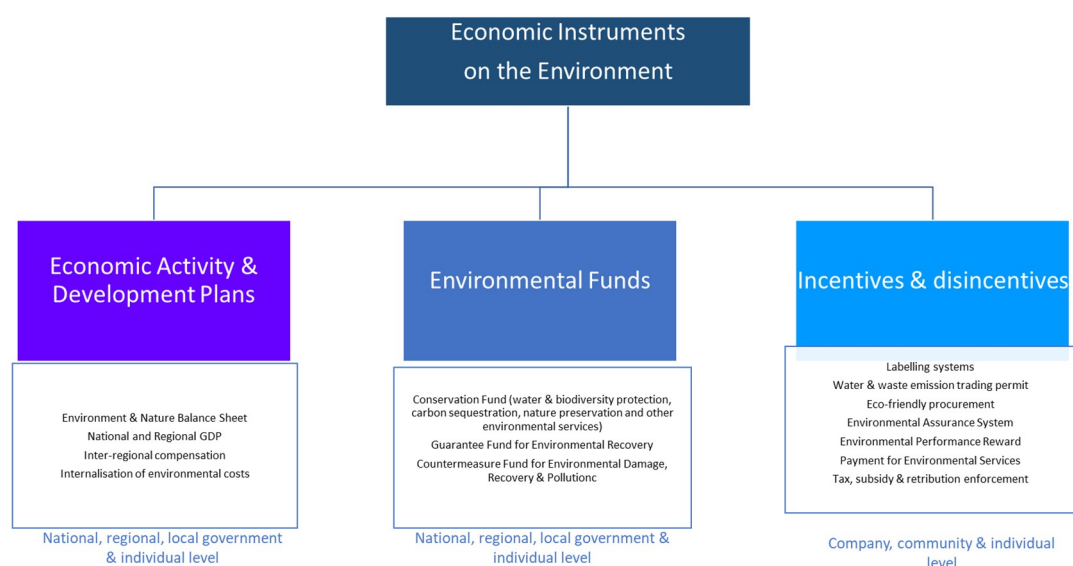 Economic Instruments
on the Environment
Economic Activity &
Development Plans
Environment & Nature Balance Sheet
National and Regional GDP
Inter-regional compensation
Internalisation of environmental costs
National, regional, local government
& individual level
Environmental Funds
Conservation Fund (water & biodiversity protection,
carbon sequestration, nature preservation and other
environmental services)
Guarantee Fund for Environmental Recovery
Countermeasure Fund for Environmental Damage,
Recovery & Pollutionc
National, regional, local government &
individual level
Incentives & disincentives
Labelling systems
Water & waste emission trading permit
Eco-friendly procurement
Environmental Assurance System
Environmental Performance Reward
Payment for Environmental Services
Tax, subsidy & retribution enforcement
Company, community & individual
level